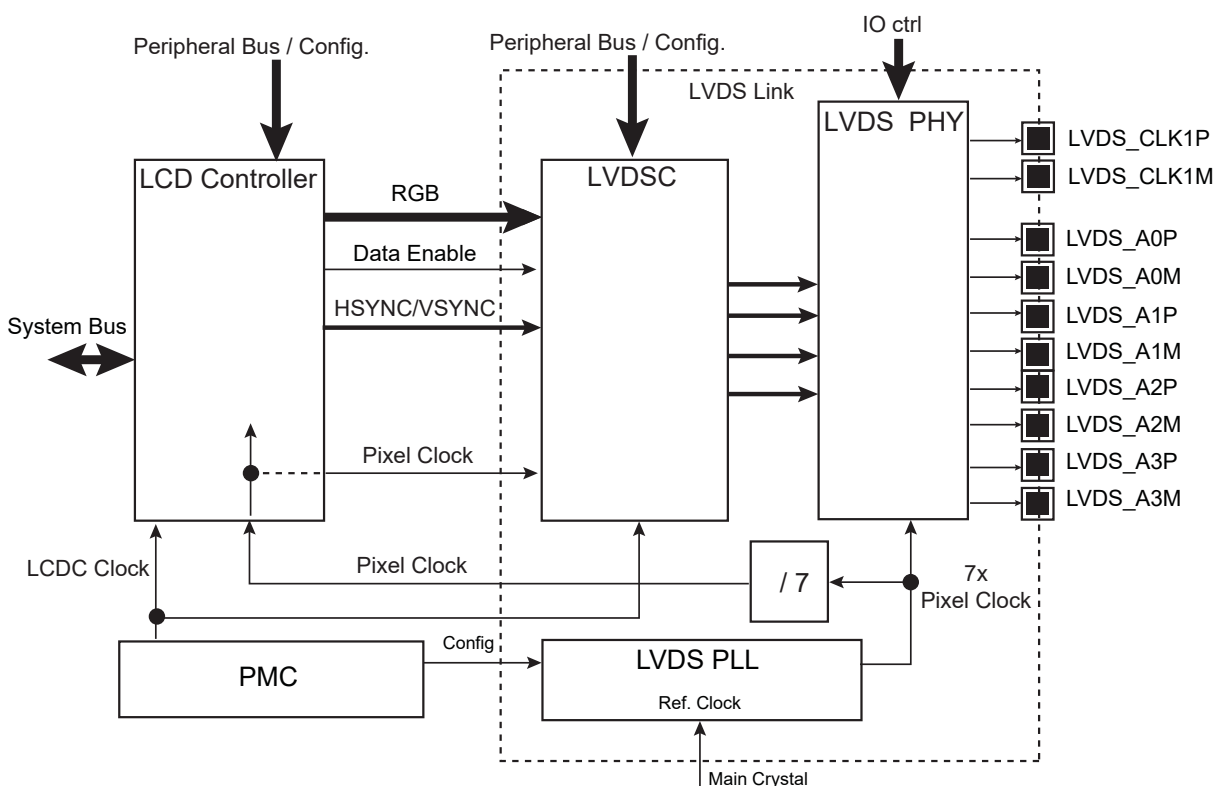 IO ctrl
Peripheral Bus / Config.
Peripheral Bus / Config.
LVDS Link
LVDS PHY
LVDS_CLK1P
LCD Controller
LVDSC
LVDS_CLK1M
RGB
LVDS_A0P
Data Enable
LVDS_A0M
HSYNC/VSYNC
LVDS_A1P
System Bus
LVDS_A1M
LVDS_A2P
LVDS_A2M
Pixel Clock
LVDS_A3P
LVDS_A3M
LCDC Clock
Pixel Clock
/ 7
7x
Pixel Clock
Config
PMC
LVDS PLL
Ref. Clock
Main Crystal